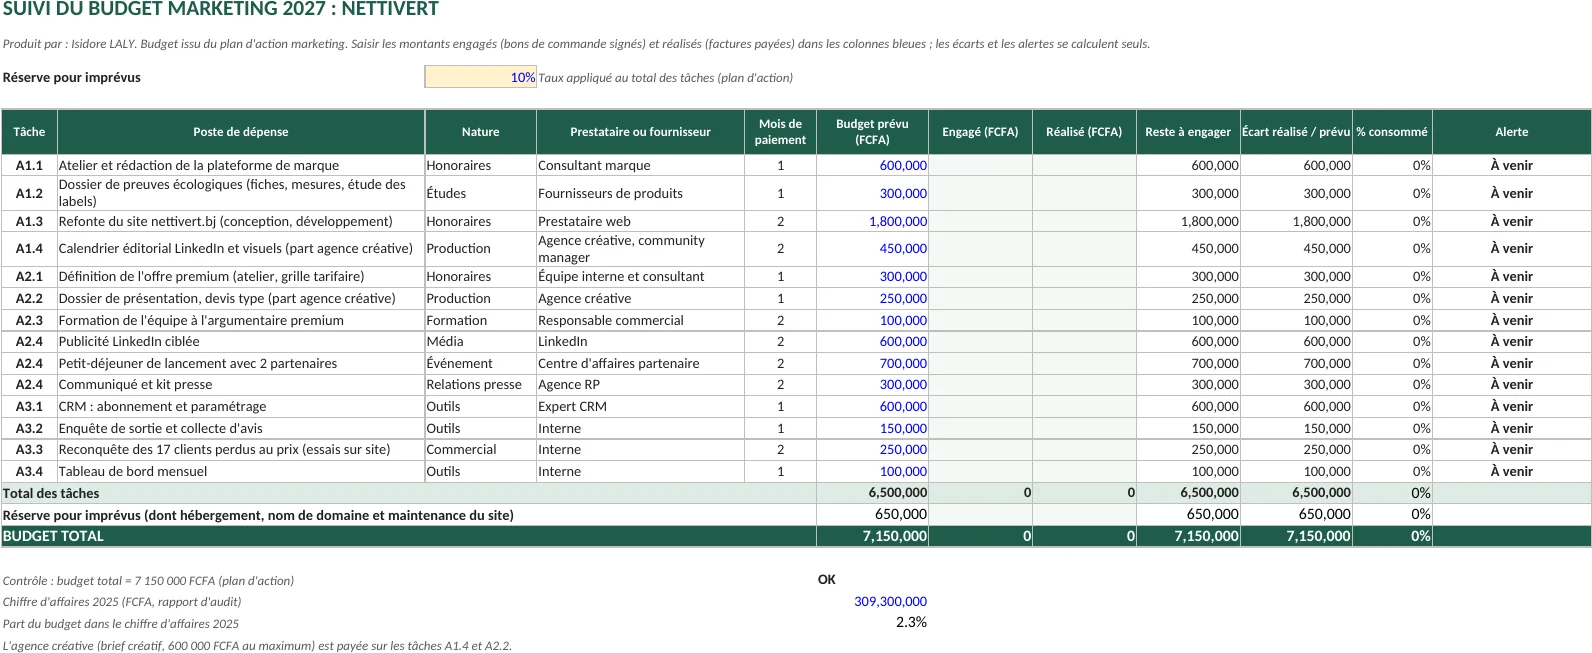 SUIVI DU BUDGET MARKETING 2027 : NETTIVERT
Produit par : Isidore LALY. Budget issu du plan d'action marketing. Saisir les montants engagés (bons de commande signés) et réalisés (factures payées) dans les colonnes bleues ; les écarts et les alertes se calculent seuls.
Réserve pour imprévus 10% Taux appliqué au total des tâches (plan d'action)
Tâche Poste de dépense Nature Prestataire ou fournisseur Mois de paiement Budget prévu (FCFA) Engagé (FCFA) Réalisé (FCFA) Reste à engager Écart réalisé / prévu % consommé Alerte
A1.1 Atelier et rédaction de la plateforme de marque Honoraires Consultant marque 1 600,000 600,000 600,000 0% À venir
A1.2 Dossier de preuves écologiques (fiches, mesures, étude des labels) Études Fournisseurs de produits 1 300,000 300,000 300,000 0% À venir
A1.3 Refonte du site nettivert.bj (conception, développement) Honoraires Prestataire web 2 1,800,000 1,800,000 1,800,000 0% À venir
A1.4 Calendrier éditorial LinkedIn et visuels (part agence créative) Production Agence créative, community manager 2 450,000 450,000 450,000 0% À venir
A2.1 Définition de l'offre premium (atelier, grille tarifaire) Honoraires Équipe interne et consultant 1 300,000 300,000 300,000 0% À venir
A2.2 Dossier de présentation, devis type (part agence créative) Production Agence créative 1 250,000 250,000 250,000 0% À venir
A2.3 Formation de l'équipe à l'argumentaire premium Formation Responsable commercial 2 100,000 100,000 100,000 0% À venir
A2.4 Publicité LinkedIn ciblée Média LinkedIn 2 600,000 600,000 600,000 0% À venir
A2.4 Petit-déjeuner de lancement avec 2 partenaires Événement Centre d'affaires partenaire 2 700,000 700,000 700,000 0% À venir
A2.4 Communiqué et kit presse Relations presse Agence RP 2 300,000 300,000 300,000 0% À venir
A3.1 CRM : abonnement et paramétrage Outils Expert CRM 1 600,000 600,000 600,000 0% À venir
A3.2 Enquête de sortie et collecte d'avis Outils Interne 1 150,000 150,000 150,000 0% À venir
A3.3 Reconquête des 17 clients perdus au prix (essais sur site) Commercial Interne 2 250,000 250,000 250,000 0% À venir
A3.4 Tableau de bord mensuel Outils Interne 1 100,000 100,000 100,000 0% À venir
Total des tâches 6,500,000 0 0 6,500,000 6,500,000 0%
Réserve pour imprévus (dont hébergement, nom de domaine et maintenance du site) 650,000 650,000 650,000 0%
BUDGET TOTAL 7,150,000 0 0 7,150,000 7,150,000 0%
Contrôle : budget total = 7 150 000 FCFA (plan d'action) OK
Chiffre d'affaires 2025 (FCFA, rapport d'audit) 309,300,000
Part du budget dans le chiffre d'affaires 2025 2.3%
L'agence créative (brief créatif, 600 000 FCFA au maximum) est payée sur les tâches A1.4 et A2.2.